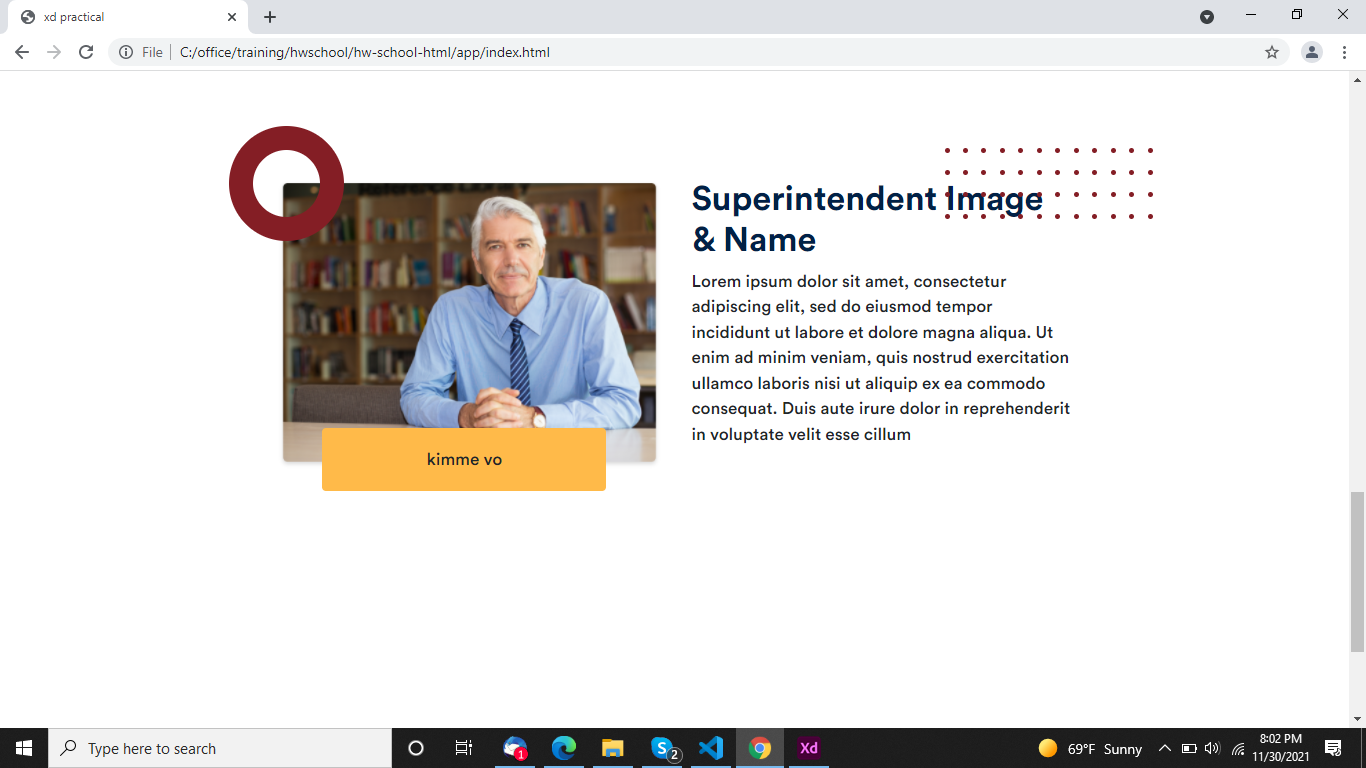 xd practical
File
C:/office/training/hwschool/hw-school-html/app/index.html
Reference Library
Superintendent Image
& Name
Lorem ipsum dolor sit amet, consectetur
adipiscing elit, sed do eiusmod tempor
incididunt ut labore et dolore magna aliqua. Ut
enim ad minim veniam, quis nostrud exercitation
ullamco laboris nisi ut aliquip ex ea commodo
consequat. Duis aute irure dolor in reprehenderit
in voluptate velit esse cillum
kimme vo
Type here to search
1
S
2
Xd
69°F Sunny
8:02 PM
11/30/2021